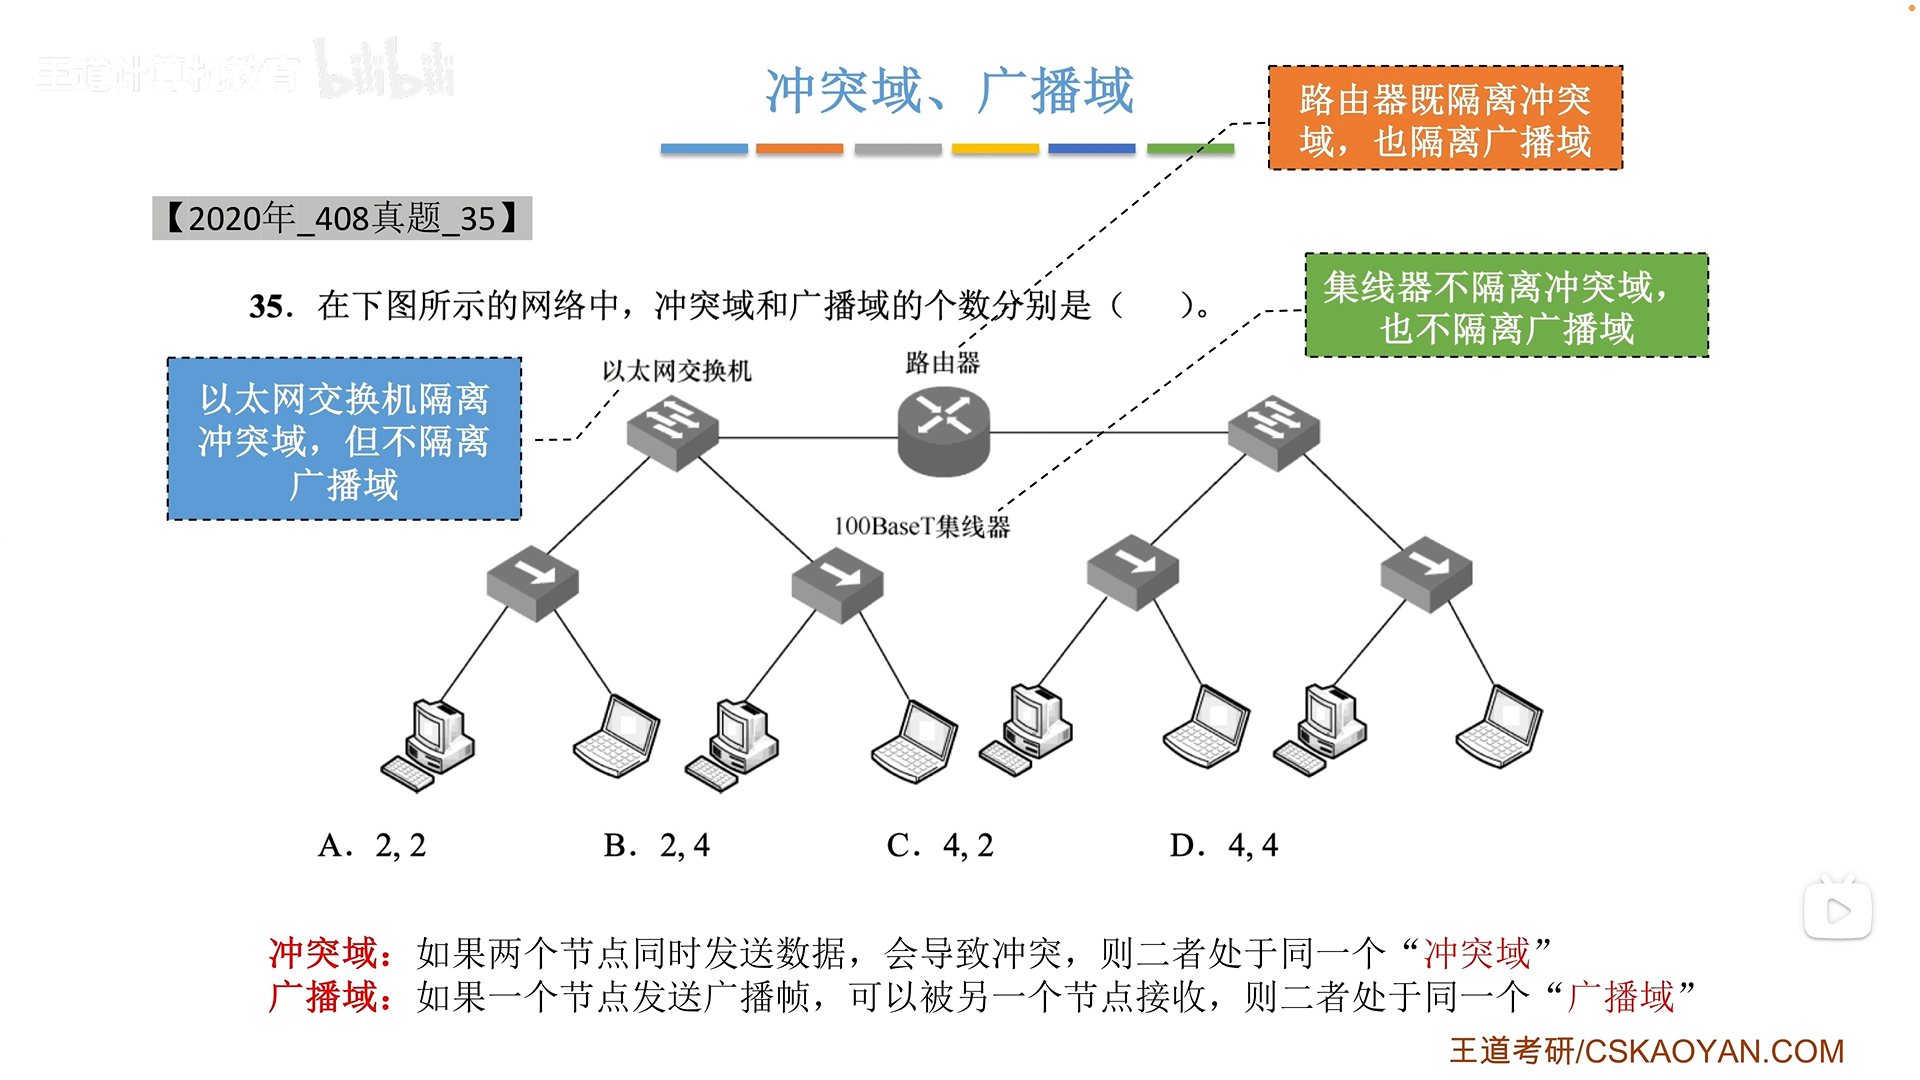 王道计算机教育 bilibili
冲突域、广播域
路由器既隔离冲突
域，也隔离广播域
【2020年_408真题_35】
集线器不隔离冲突域，
也不隔离广播域
35. 在下图所示的网络中，冲突域和广播域的个数分别是（　　）。
以太网交换机
路由器
以太网交换机隔离
冲突域，但不隔离
广播域
100BaseT集线器
A. 2, 2 B. 2, 4 C. 4, 2 D. 4, 4
冲突域：如果两个节点同时发送数据，会导致冲突，则二者处于同一个“冲突域”
广播域：如果一个节点发送广播帧，可以被另一个节点接收，则二者处于同一个“广播域”
王道考研/CSKAOYAN.COM